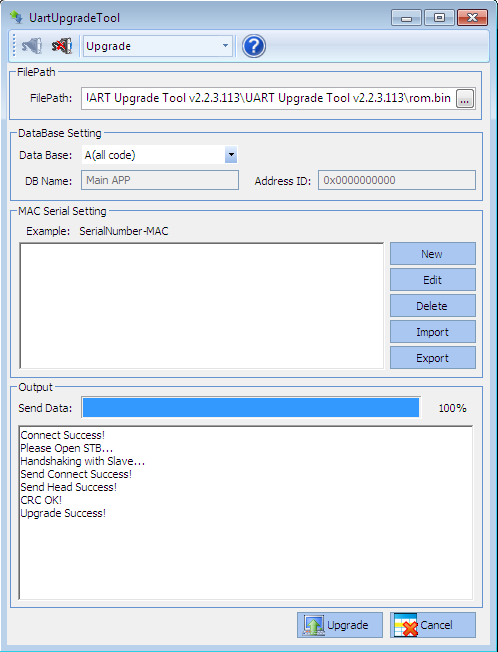 UartUpgradeTool
Upgrade
FilePath
FilePath: UART Upgrade Tool v2.2.3.113\UART Upgrade Tool v2.2.3.113\rom.bin ...
DataBase Setting
Data Base: A(all code)
DB Name: Main APP Address ID: 0x0000000000
MAC Serial Setting
Example: SerialNumber-MAC
New
Edit
Delete
Import
Export
Output
Send Data: 100%
Connect Success!
Please Open STB...
Handshaking with Slave...
Send Connect Success!
Send Head Success!
CRC OK!
Upgrade Success!
Upgrade Cancel